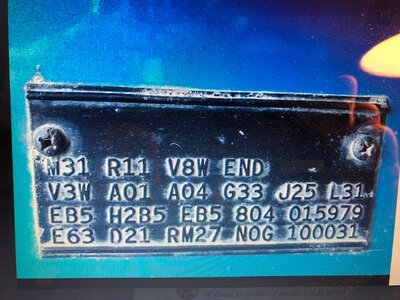 M31 R11 V8W END
V3W A01 A04 G33 J25 L31
EB5 H2B5 EB5 804 015979
E63 D21 RM27 N0G 100031